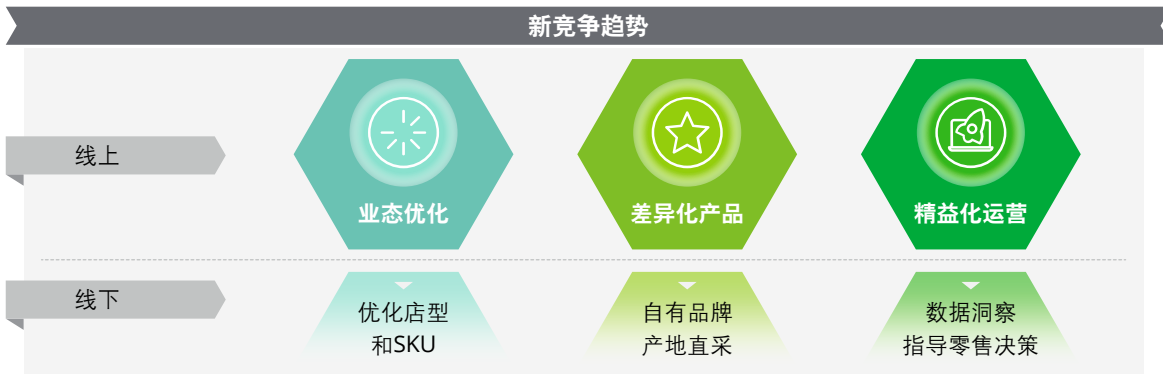 新竞争趋势
线上
业态优化
差异化产品
精益化运营
线下
优化店型
和SKU
自有品牌
产地直采
数据洞察
指导零售决策